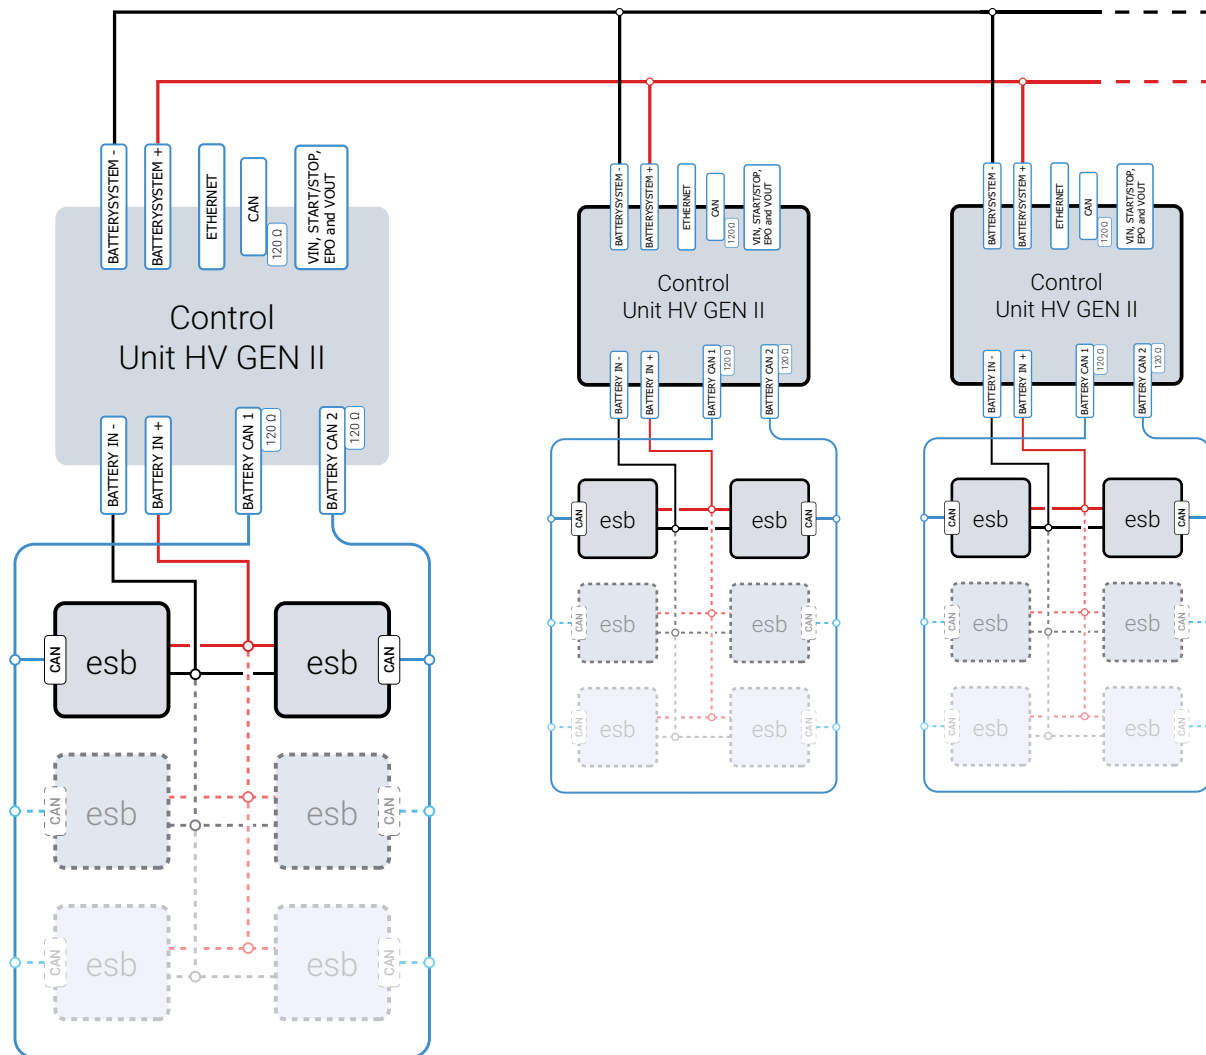 BATTERYSYSTEM -
BATTERYSYSTEM +
ETHERNET
CAN
120 Ω
VIN, START/STOP,
EPO and VOUT
Control
Unit HV GEN II
BATTERY IN -
BATTERY IN +
BATTERY CAN 1
120 Ω
BATTERY CAN 2
120 Ω
CAN
esb
esb
CAN
CAN
esb
esb
CAN
CAN
esb
esb
CAN
BATTERYSYSTEM -
BATTERYSYSTEM +
ETHERNET
CAN
120 Ω
VIN, START/STOP,
EPO and VOUT
Control
Unit HV GEN II
BATTERY IN -
BATTERY IN +
BATTERY CAN 1
120 Ω
BATTERY CAN 2
120 Ω
CAN
esb
esb
CAN
CAN
esb
esb
CAN
CAN
esb
esb
CAN
BATTERYSYSTEM -
BATTERYSYSTEM +
ETHERNET
CAN
120 Ω
VIN, START/STOP,
EPO and VOUT
Control
Unit HV GEN II
BATTERY IN -
BATTERY IN +
BATTERY CAN 1
120 Ω
BATTERY CAN 2
120 Ω
CAN
esb
esb
CAN
CAN
esb
esb
CAN
CAN
esb
esb
CAN